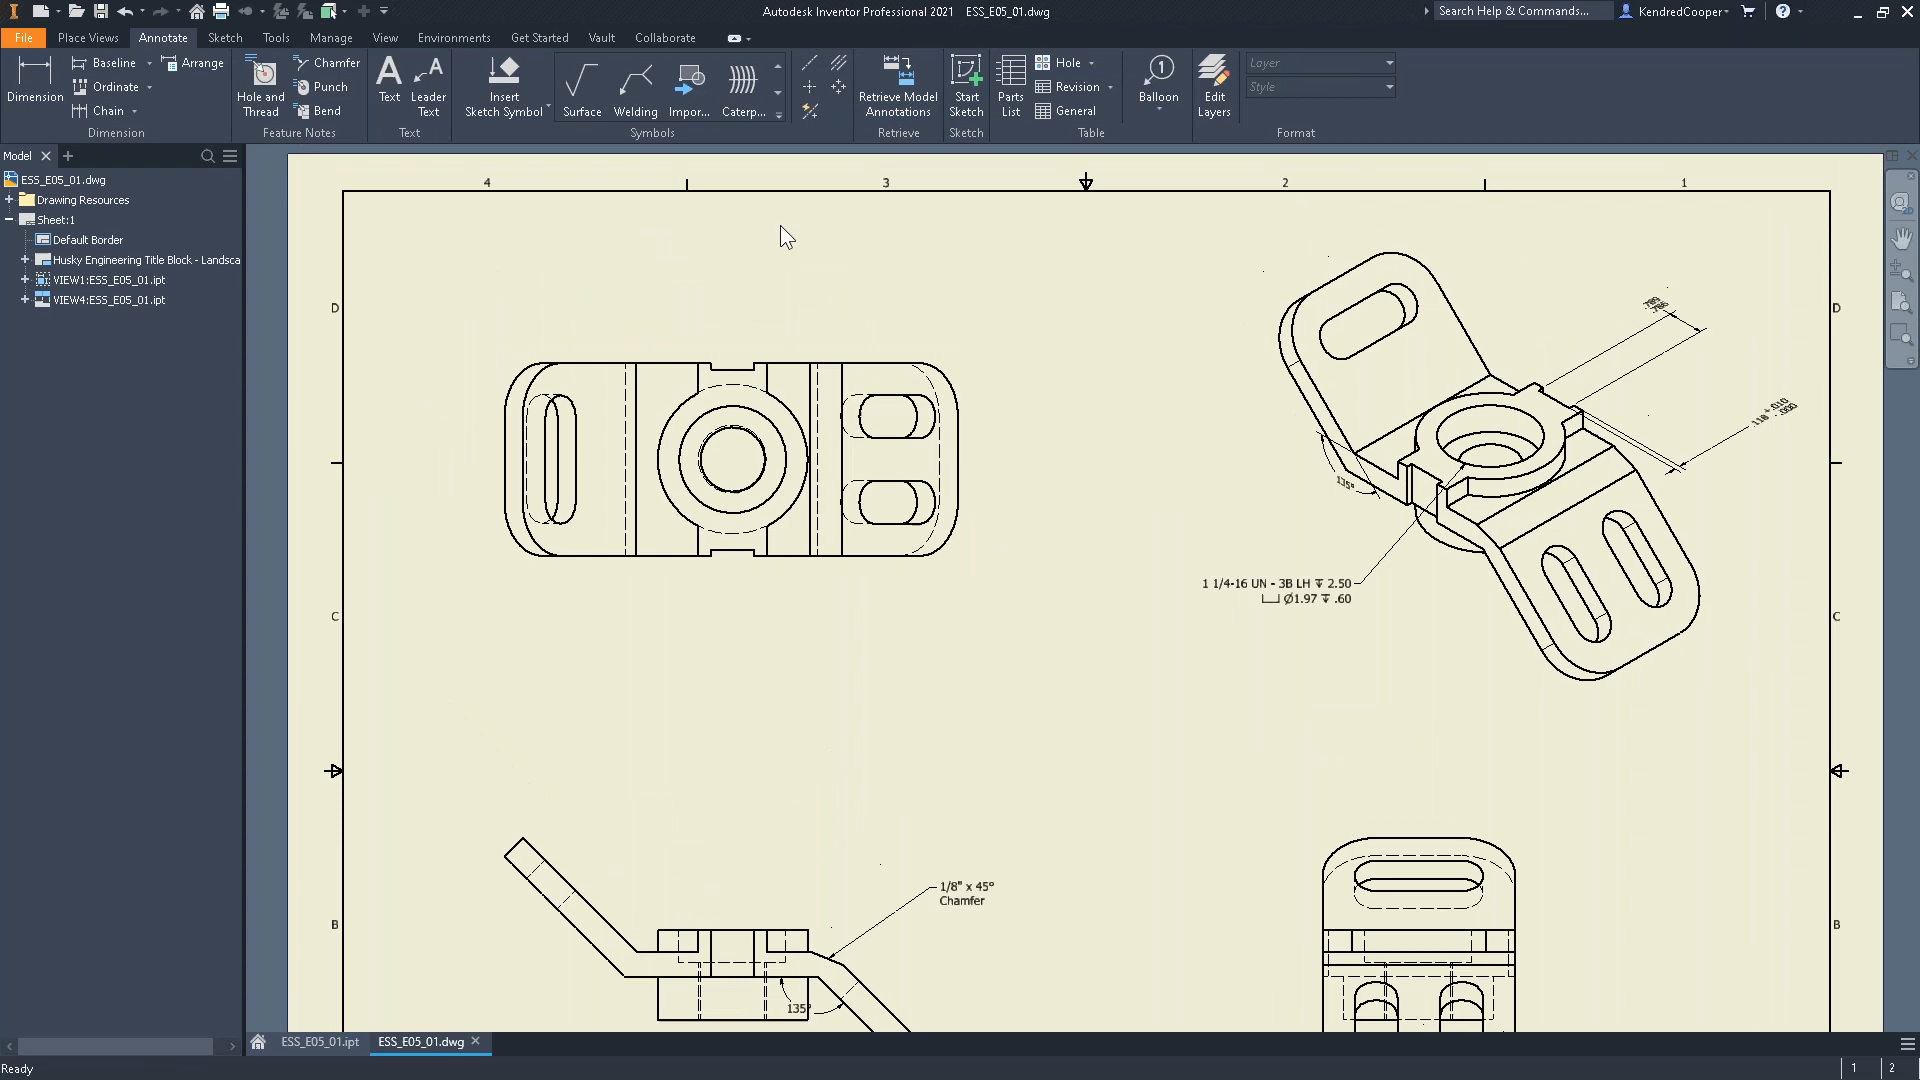 Autodesk Inventor Professional 2021 ESS_E05_01.dwg
Search Help & Commands...
KendredCooper
File
Place Views
Annotate
Sketch
Tools
Manage
View
Environments
Get Started
Vault
Collaborate
Dimension
Baseline
Ordinate
Chain
Arrange
Dimension
Hole and
Thread
Chamfer
Punch
Bend
Feature Notes
Text
Leader
Text
Text
Insert
Sketch Symbol
Surface
Welding
Impor...
Caterp...
Symbols
Retrieve Model
Annotations
Retrieve
Start
Sketch
Sketch
Parts
List
Hole
Revision
General
Table
Balloon
Edit
Layers
Layer
Style
Format
Model
ESS_E05_01.dwg
Drawing Resources
Sheet:1
Default Border
Husky Engineering Title Block - Landsca
VIEW1:ESS_E05_01.ipt
VIEW4:ESS_E05_01.ipt
4
3
2
1
D
D
C
C
B
B
.789
.786
.118 +.010
-.000
135°
1 1/4-16 UN - 3B LH ↧ 2.50
⌴ Ø1.97 ↧ .60
1/8" x 45°
Chamfer
135°
ESS_E05_01.ipt
ESS_E05_01.dwg
Ready
1
2